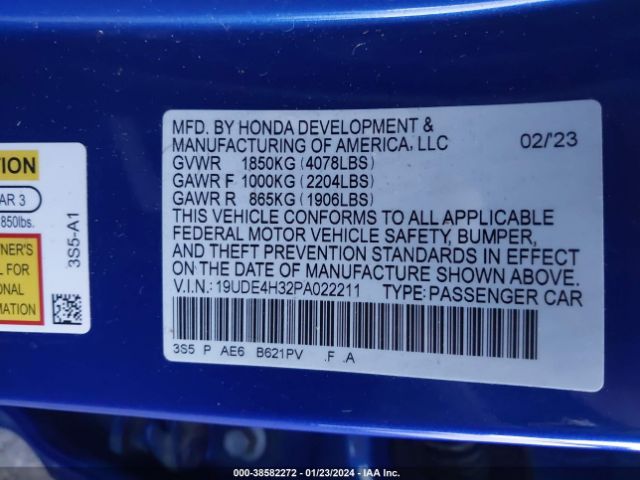 MFD. BY HONDA DEVELOPMENT &
MANUFACTURING OF AMERICA, LLC 02/'23
GVWR 1850KG (4078LBS)
GAWR F 1000KG (2204LBS)
GAWR R 865KG (1906LBS)
THIS VEHICLE CONFORMS TO ALL APPLICABLE
FEDERAL MOTOR VEHICLE SAFETY, BUMPER,
AND THEFT PREVENTION STANDARDS IN EFFECT
ON THE DATE OF MANUFACTURE SHOWN ABOVE.
V.I.N.: 19UDE4H32PA022211 TYPE: PASSENGER CAR
3S5 P AE6 B621PV .F .A
TION
AR 3
850lbs.
NER'S
L FOR
ONAL
MATION
3S5-A1
000-38582272 - 01/23/2024 - IAA Inc.